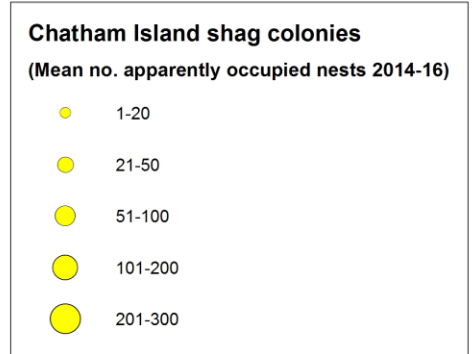 Chatham Island shag colonies
(Mean no. apparently occupied nests 2014-16)
1-20
21-50
51-100
101-200
201-300